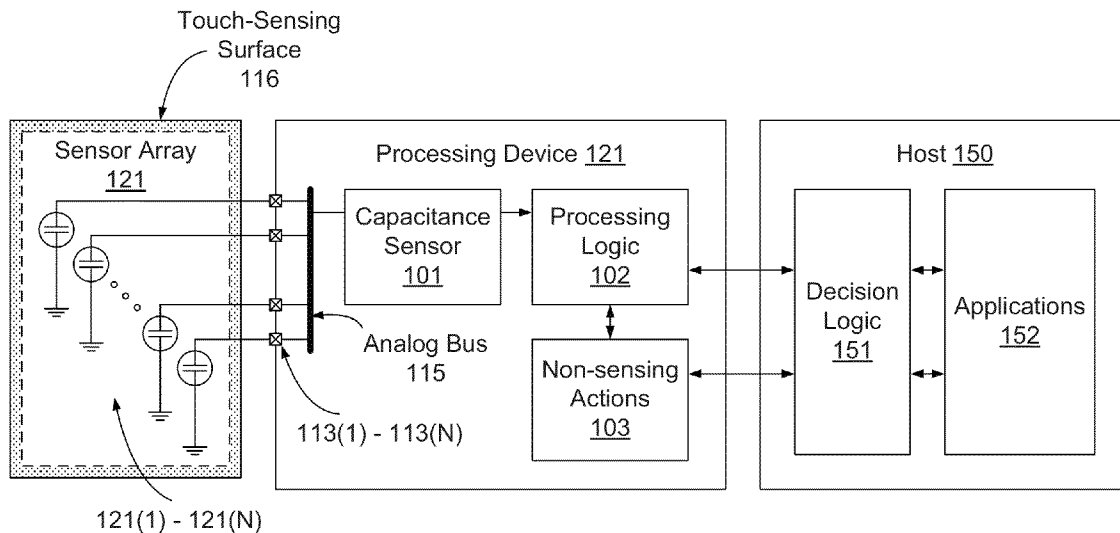 Touch-Sensing
Surface
116
Sensor Array
121
Processing Device 121
Host 150
Capacitance
Sensor
101
Processing
Logic
102
Decision
Logic
151
Applications
152
Analog Bus
115
Non-sensing
Actions
103
113(1) - 113(N)
121(1) - 121(N)